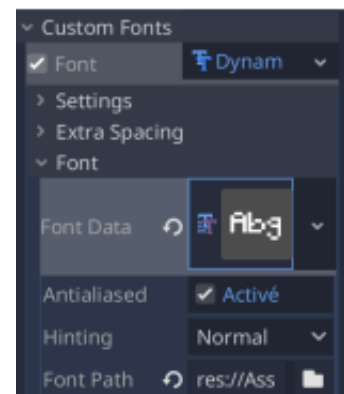 Custom Fonts
Font Dynam
Settings
Extra Spacing
Font
Font Data Abg
Antialiased Activé
Hinting Normal
Font Path res://Ass